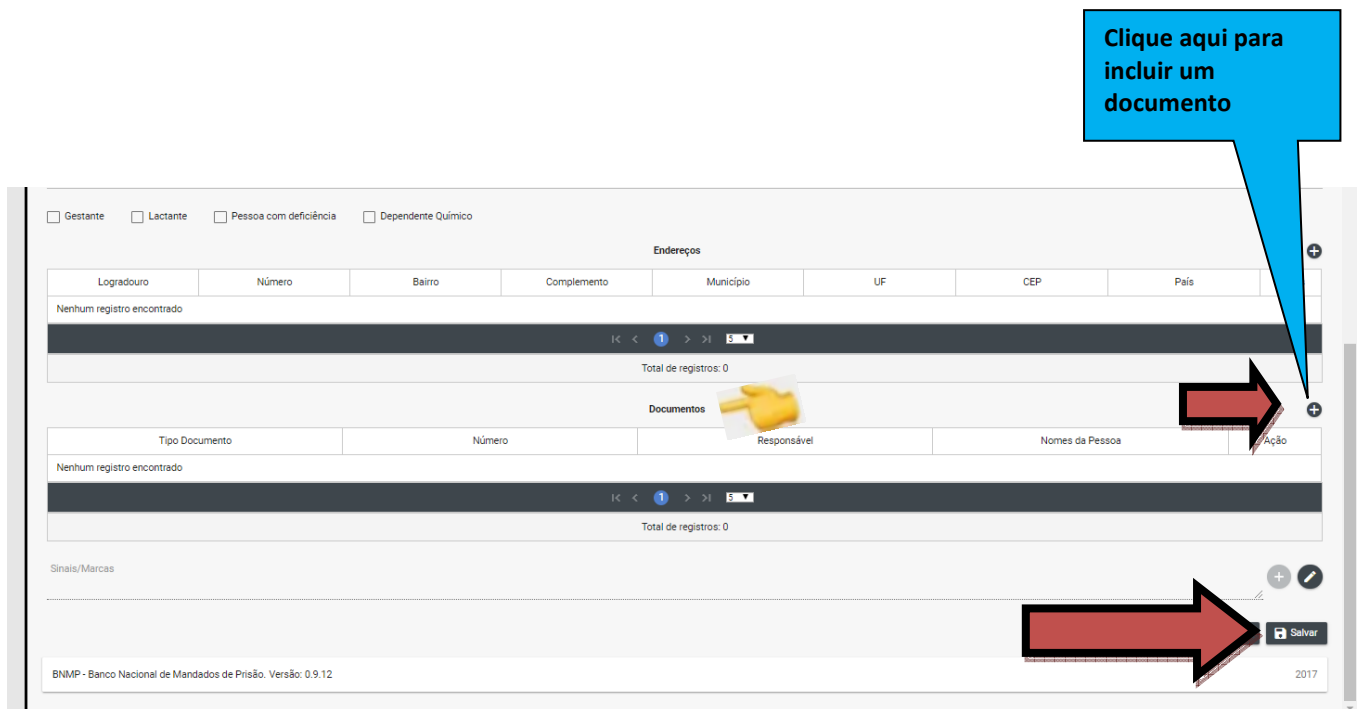 Clique aqui para
incluir um
documento
Gestante Lactante Pessoa com deficiência Dependente Químico
Endereços
Logradouro Número Bairro Complemento Município UF CEP País
Nenhum registro encontrado
1 5
Total de registros: 0
Documentos
Tipo Documento Número Responsável Nomes da Pessoa Ação
Nenhum registro encontrado
1 5
Total de registros: 0
Sinais/Marcas
Salvar
BNMP - Banco Nacional de Mandados de Prisão. Versão: 0.9.12 2017